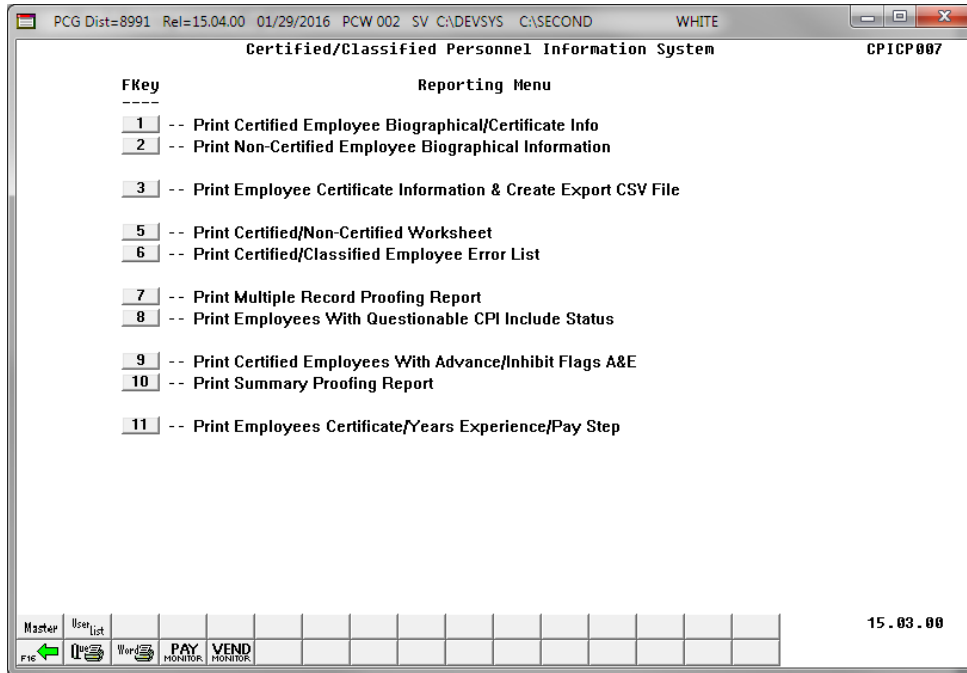 PCG Dist=8991 Rel=15.04.00 01/29/2016 PCW 002 SV C:\DEVSYS C:\SECOND WHITE
Certified/Classified Personnel Information System CPICP007
FKey Reporting Menu
----
1 -- Print Certified Employee Biographical/Certificate Info
2 -- Print Non-Certified Employee Biographical Information
3 -- Print Employee Certificate Information & Create Export CSV File
5 -- Print Certified/Non-Certified Worksheet
6 -- Print Certified/Classified Employee Error List
7 -- Print Multiple Record Proofing Report
8 -- Print Employees With Questionable CPI Include Status
9 -- Print Certified Employees With Advance/Inhibit Flags A&E
10 -- Print Summary Proofing Report
11 -- Print Employees Certificate/Years Experience/Pay Step
Master User List 15.03.00
F16 Que Word PAY MONITOR VEND MONITOR